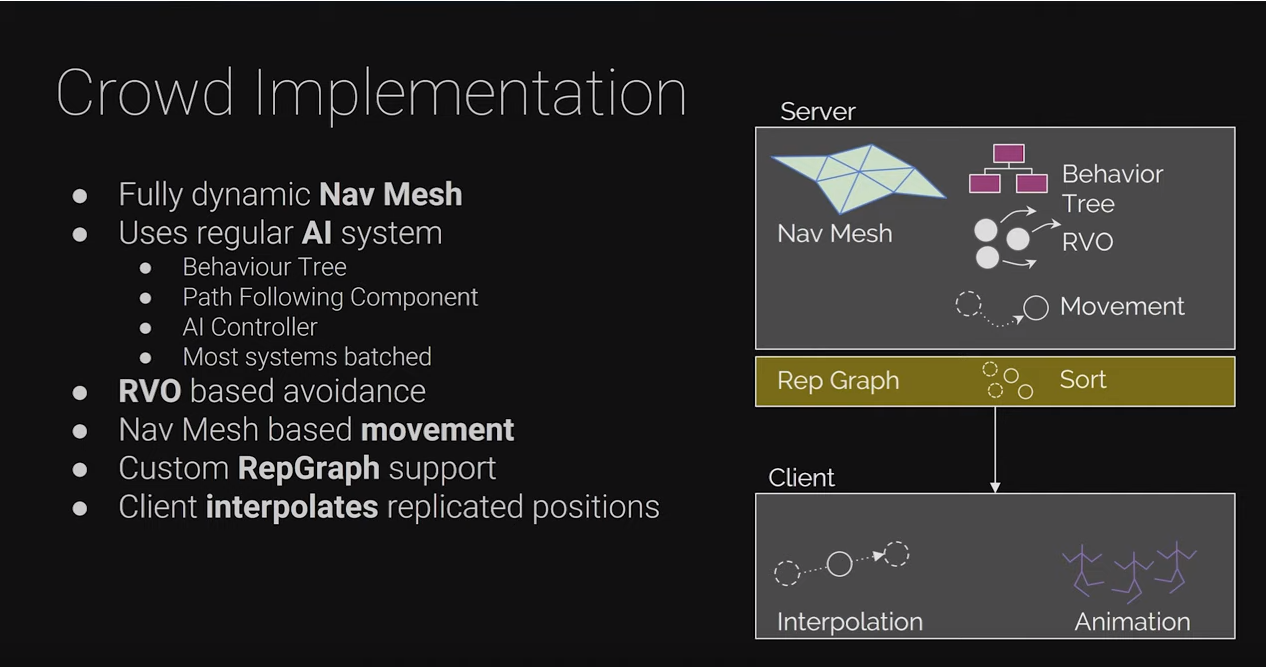 Crowd Implementation
● Fully dynamic Nav Mesh
● Uses regular AI system
● Behaviour Tree
● Path Following Component
● AI Controller
● Most systems batched
● RVO based avoidance
● Nav Mesh based movement
● Custom RepGraph support
● Client interpolates replicated positions
Server
Nav Mesh
Behavior
Tree
RVO
Movement
Rep Graph
Sort
Client
Interpolation
Animation